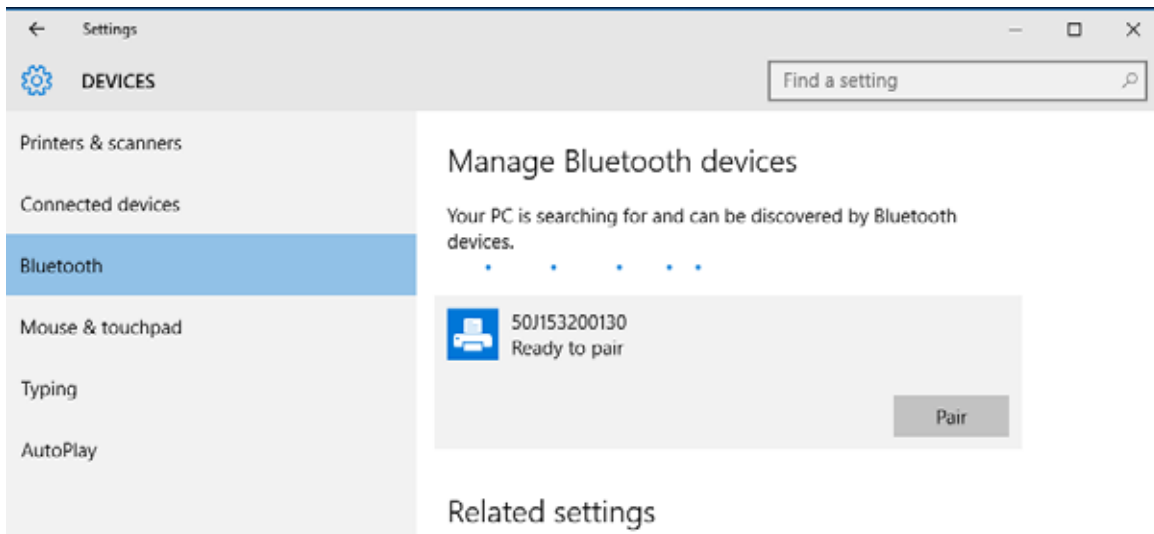 Settings
DEVICES
Find a setting
Printers & scanners
Connected devices
Bluetooth
Mouse & touchpad
Typing
AutoPlay
Manage Bluetooth devices
Your PC is searching for and can be discovered by Bluetooth
devices.
50J153200130
Ready to pair
Pair
Related settings